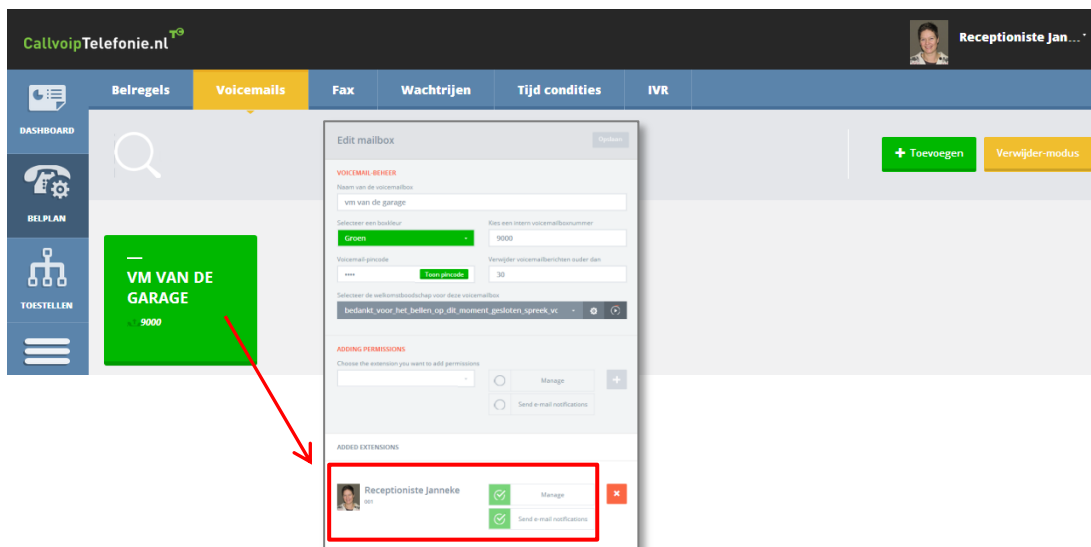 CallvoipTelefonie.nl TC
Receptioniste Jan...
Belregels Voicemails Fax Wachtrijen Tijd condities IVR
DASHBOARD
BELPLAN
TOESTELLEN
+ Toevoegen
Verwijder-modus
VM VAN DE
GARAGE
9000
Edit mailbox
VOICEMAIL-BEHEER
Naam van de voicemailbox
vm van de garage
Selecteer een boxkleur
Kies een intern voicemailboxnummer
Groen
9000
Voicemail-pincode
Verwijder voicemailberichten ouder dan
Toon pincode
30
Selecteer de welkomstboodschap voor deze voicemailbox
bedankt_voor_het_bellen_op_dit_moment_gesloten_spreek_vc
ADDING PERMISSIONS
Choose the extension you want to add permissions
Manage
Send e-mail notifications
ADDED EXTENSIONS
Receptioniste Janneke
Manage
Send e-mail notifications